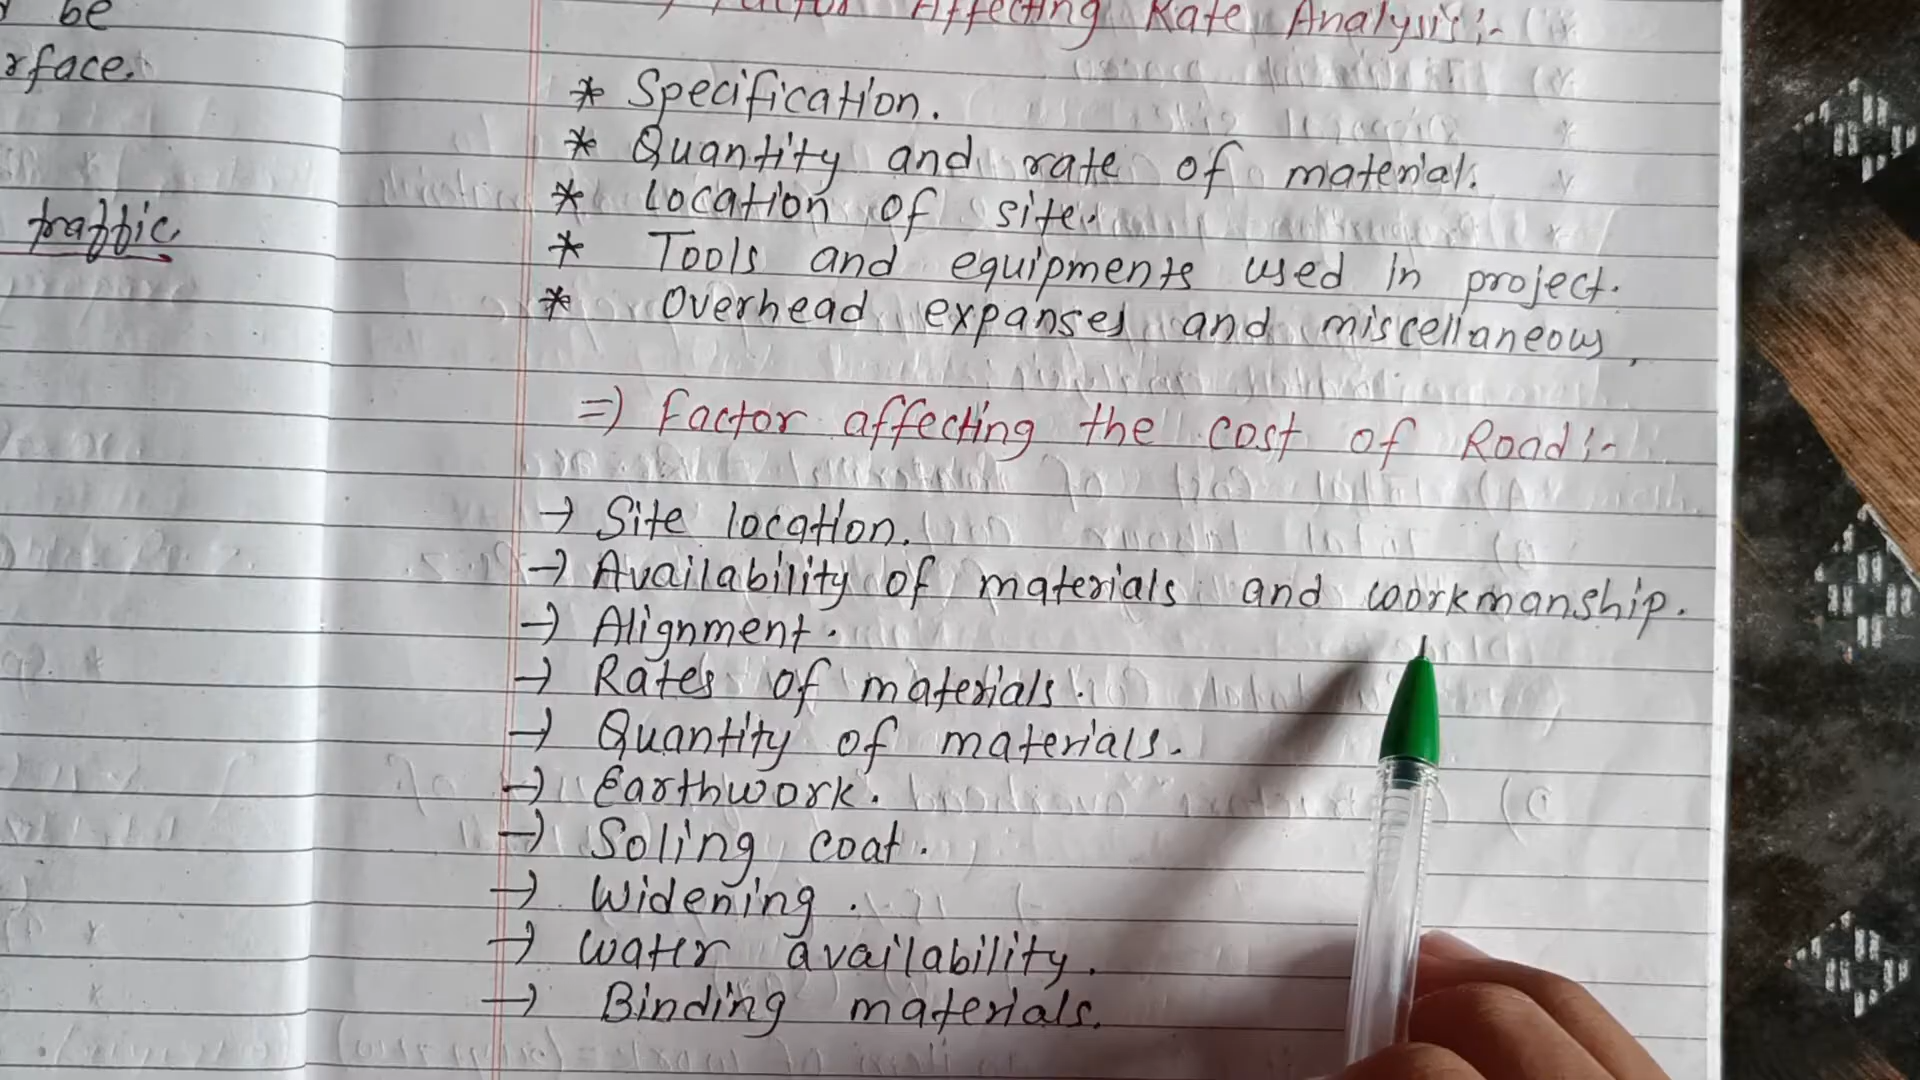 be
rface.
traffic
Factor Affecting Rate Analysis:-
* Specification.
* Quantity and rate of material.
* Location of site.
* Tools and equipments used in project.
* Overhead expanses and miscellaneous,
=) Factor affecting the cost of Road:-
→ Site location.
→ Availability of materials and workmanship.
→ Alignment.
→ Rates of materials.
→ Quantity of materials.
→ Earthwork.
→ Soling coat.
→ Widening.
→ Water availability.
→ Binding materials.